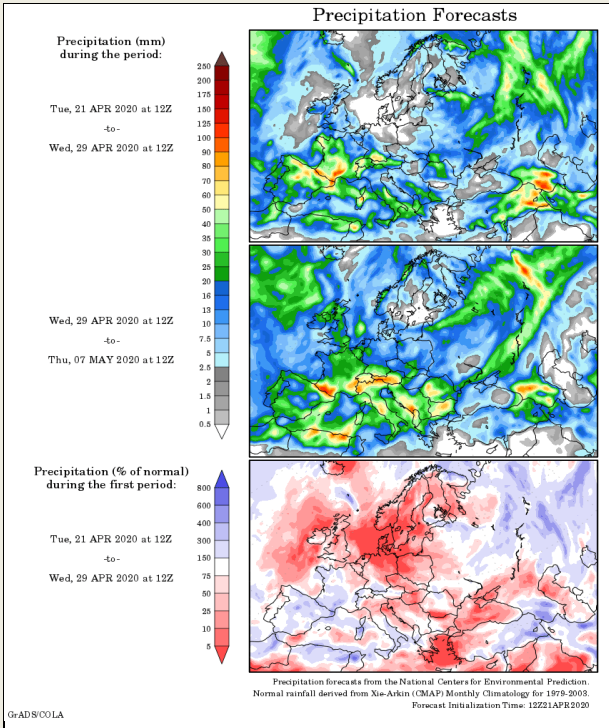 Precipitation Forecasts
Precipitation (mm)
during the period:
Tue, 21 APR 2020 at 12Z
-to-
Wed, 29 APR 2020 at 12Z
250
200
175
150
125
100
90
80
70
60
50
40
35
30
25
20
16
13
10
7.5
5
2.5
2
1.5
1
0.5
Wed, 29 APR 2020 at 12Z
-to-
Thu, 07 MAY 2020 at 12Z
Precipitation (% of normal)
during the first period:
Tue, 21 APR 2020 at 12Z
-to-
Wed, 29 APR 2020 at 12Z
800
600
400
300
150
75
50
25
10
5
Precipitation forecasts from the National Centers for Environmental Prediction.
Normal rainfall derived from Xie-Arkin (CMAP) Monthly Climatology for 1979-2003.
Forecast Initialization Time: 12Z21APR2020
GrADS/COLA